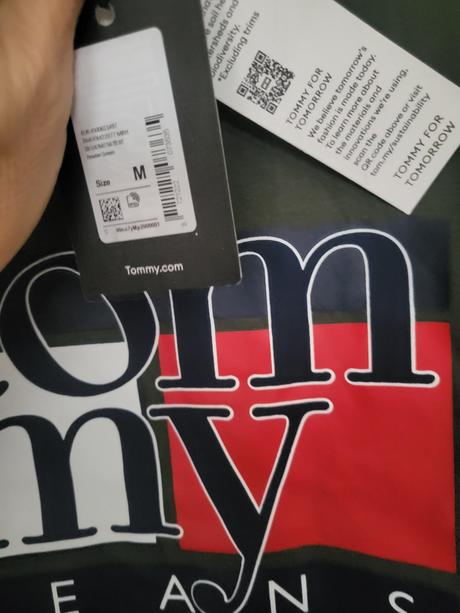 Size M
Tommy.com
biodiversity.
*Excluding trims
TOMMY FOR
TOMORROW
We believe tomorrow's
fashion is made today.
To learn more about
the materials and
innovations we're using,
scan the
QR code above or visit
tom.my/sustainability
TOMMY FOR
TOMORROW
om
my
EANS